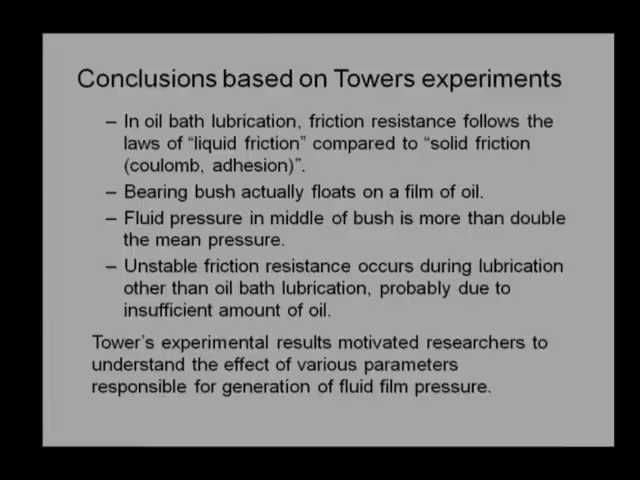 Conclusions based on Towers experiments
– In oil bath lubrication, friction resistance follows the
laws of “liquid friction” compared to “solid friction
(coulomb, adhesion)”.
– Bearing bush actually floats on a film of oil.
– Fluid pressure in middle of bush is more than double
the mean pressure.
– Unstable friction resistance occurs during lubrication
other than oil bath lubrication, probably due to
insufficient amount of oil.
Tower’s experimental results motivated researchers to
understand the effect of various parameters
responsible for generation of fluid film pressure.